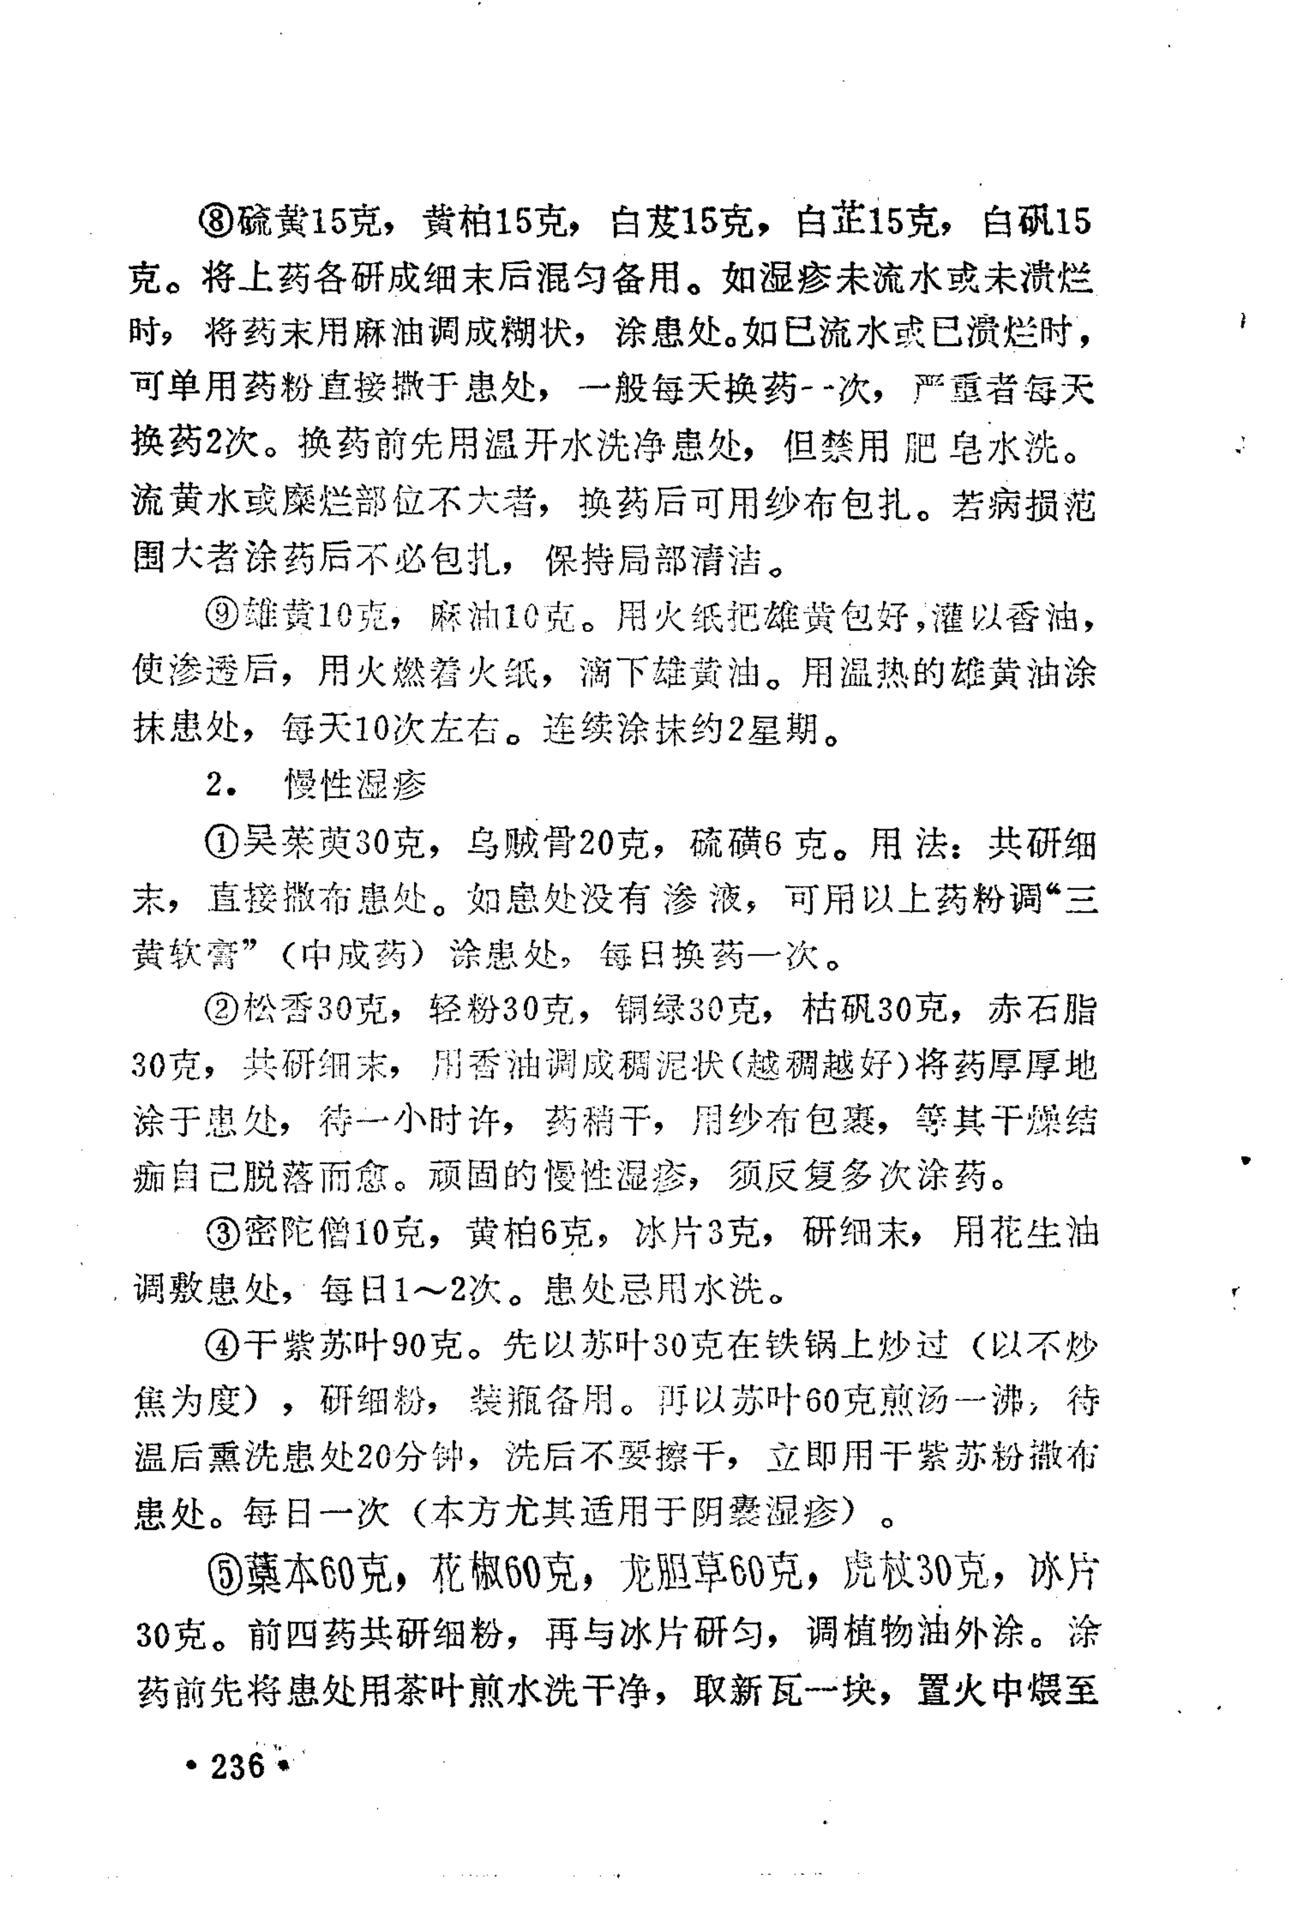 ⑧硫黄15克，黄柏15克，白芨15克，白芷15克，白矾15
克。将上药各研成细末后混匀备用。如湿疹未流水或未溃烂
时，将药末用麻油调成糊状，涂患处。如已流水或已溃烂时，
可单用药粉直接撒于患处，一般每天换药一次，严重者每天
换药2次。换药前先用温开水洗净患处，但禁用肥皂水洗。
流黄水或糜烂部位不大者，换药后可用纱布包扎。若病损范
围大者涂药后不必包扎，保持局部清洁。
⑨雄黄10克，麻油10克。用火纸把雄黄包好，灌以香油，
使渗透后，用火燃着火纸，滴下雄黄油。用温热的雄黄油涂
抹患处，每天10次左右。连续涂抹约2星期。
2. 慢性湿疹
①吴茱萸30克，乌贼骨20克，硫磺6克。用法：共研细
末，直接撒布患处。如患处没有渗液，可用以上药粉调“三
黄软膏”（中成药）涂患处，每日换药一次。
②松香30克，轻粉30克，铜绿30克，枯矾30克，赤石脂
30克，共研细末，用香油调成稠泥状(越稠越好)将药厚厚地
涂于患处，待一小时许，药稍干，用纱布包裹，等其干燥结
痂自己脱落而愈。顽固的慢性湿疹，须反复多次涂药。
③密陀僧10克，黄柏6克，冰片3克，研细末，用花生油
调敷患处，每日1～2次。患处忌用水洗。
④干紫苏叶90克。先以苏叶30克在铁锅上炒过（以不炒
焦为度），研细粉，装瓶备用。再以苏叶60克煎汤一沸，待
温后熏洗患处20分钟，洗后不要擦干，立即用干紫苏粉撒布
患处。每日一次（本方尤其适用于阴囊湿疹）。
⑤藁本60克，花椒60克，龙胆草60克，虎杖30克，冰片
30克。前四药共研细粉，再与冰片研匀，调植物油外涂。涂
药前先将患处用茶叶煎水洗干净，取新瓦一块，置火中煨至
·236·